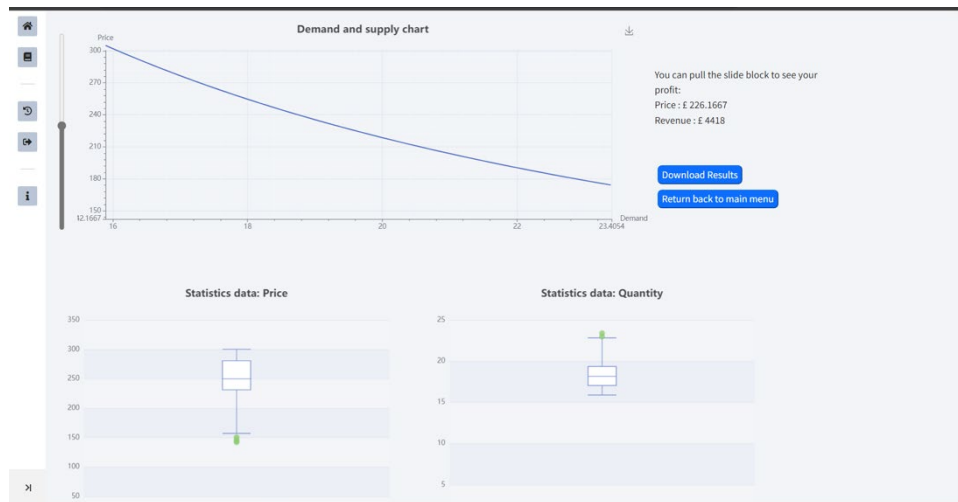 Demand and supply chart
Price
300
270
240
210
180
150
16
18
20
22
23.4054
Demand
You can pull the slide block to see your
profit:
Price : £ 226.1667
Revenue : £ 4418
Download Results
Return back to main menu
Statistics data: Price
350
300
250
200
150
100
50
Statistics data: Quantity
25
20
15
10
5